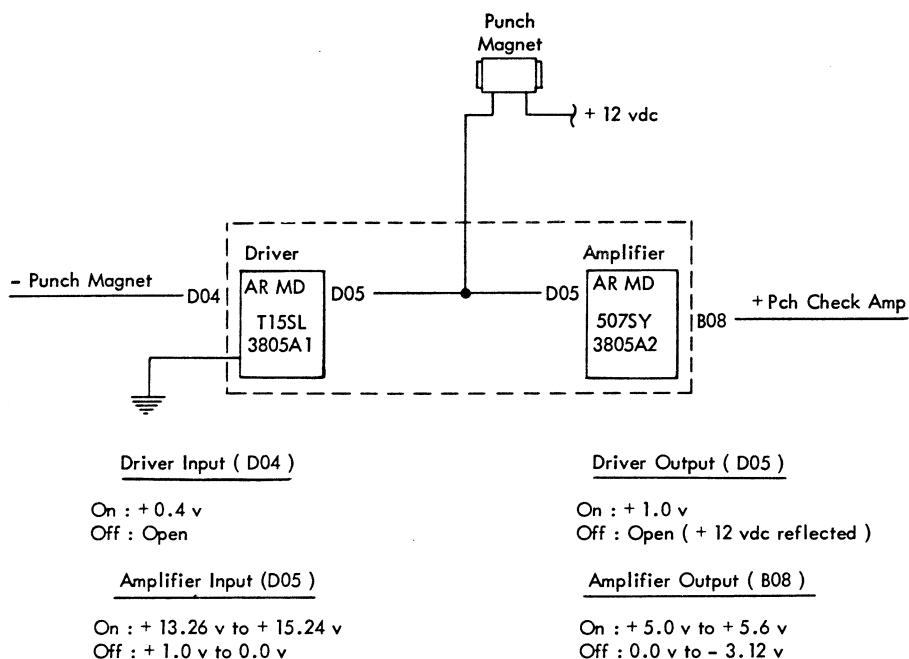 Punch
Magnet
+ 12 vdc
Driver
Amplifier
- Punch Magnet
D04
AR MD
T15SL
3805A1
D05
D05
AR MD
507SY
3805A2
B08
+ Pch Check Amp
Driver Input ( D04 )
On : + 0.4 v
Off : Open
Driver Output ( D05 )
On : + 1.0 v
Off : Open ( + 12 vdc reflected )
Amplifier Input (D05 )
On : + 13.26 v to + 15.24 v
Off : + 1.0 v to 0.0 v
Amplifier Output ( B08 )
On : + 5.0 v to + 5.6 v
Off : 0.0 v to - 3.12 v